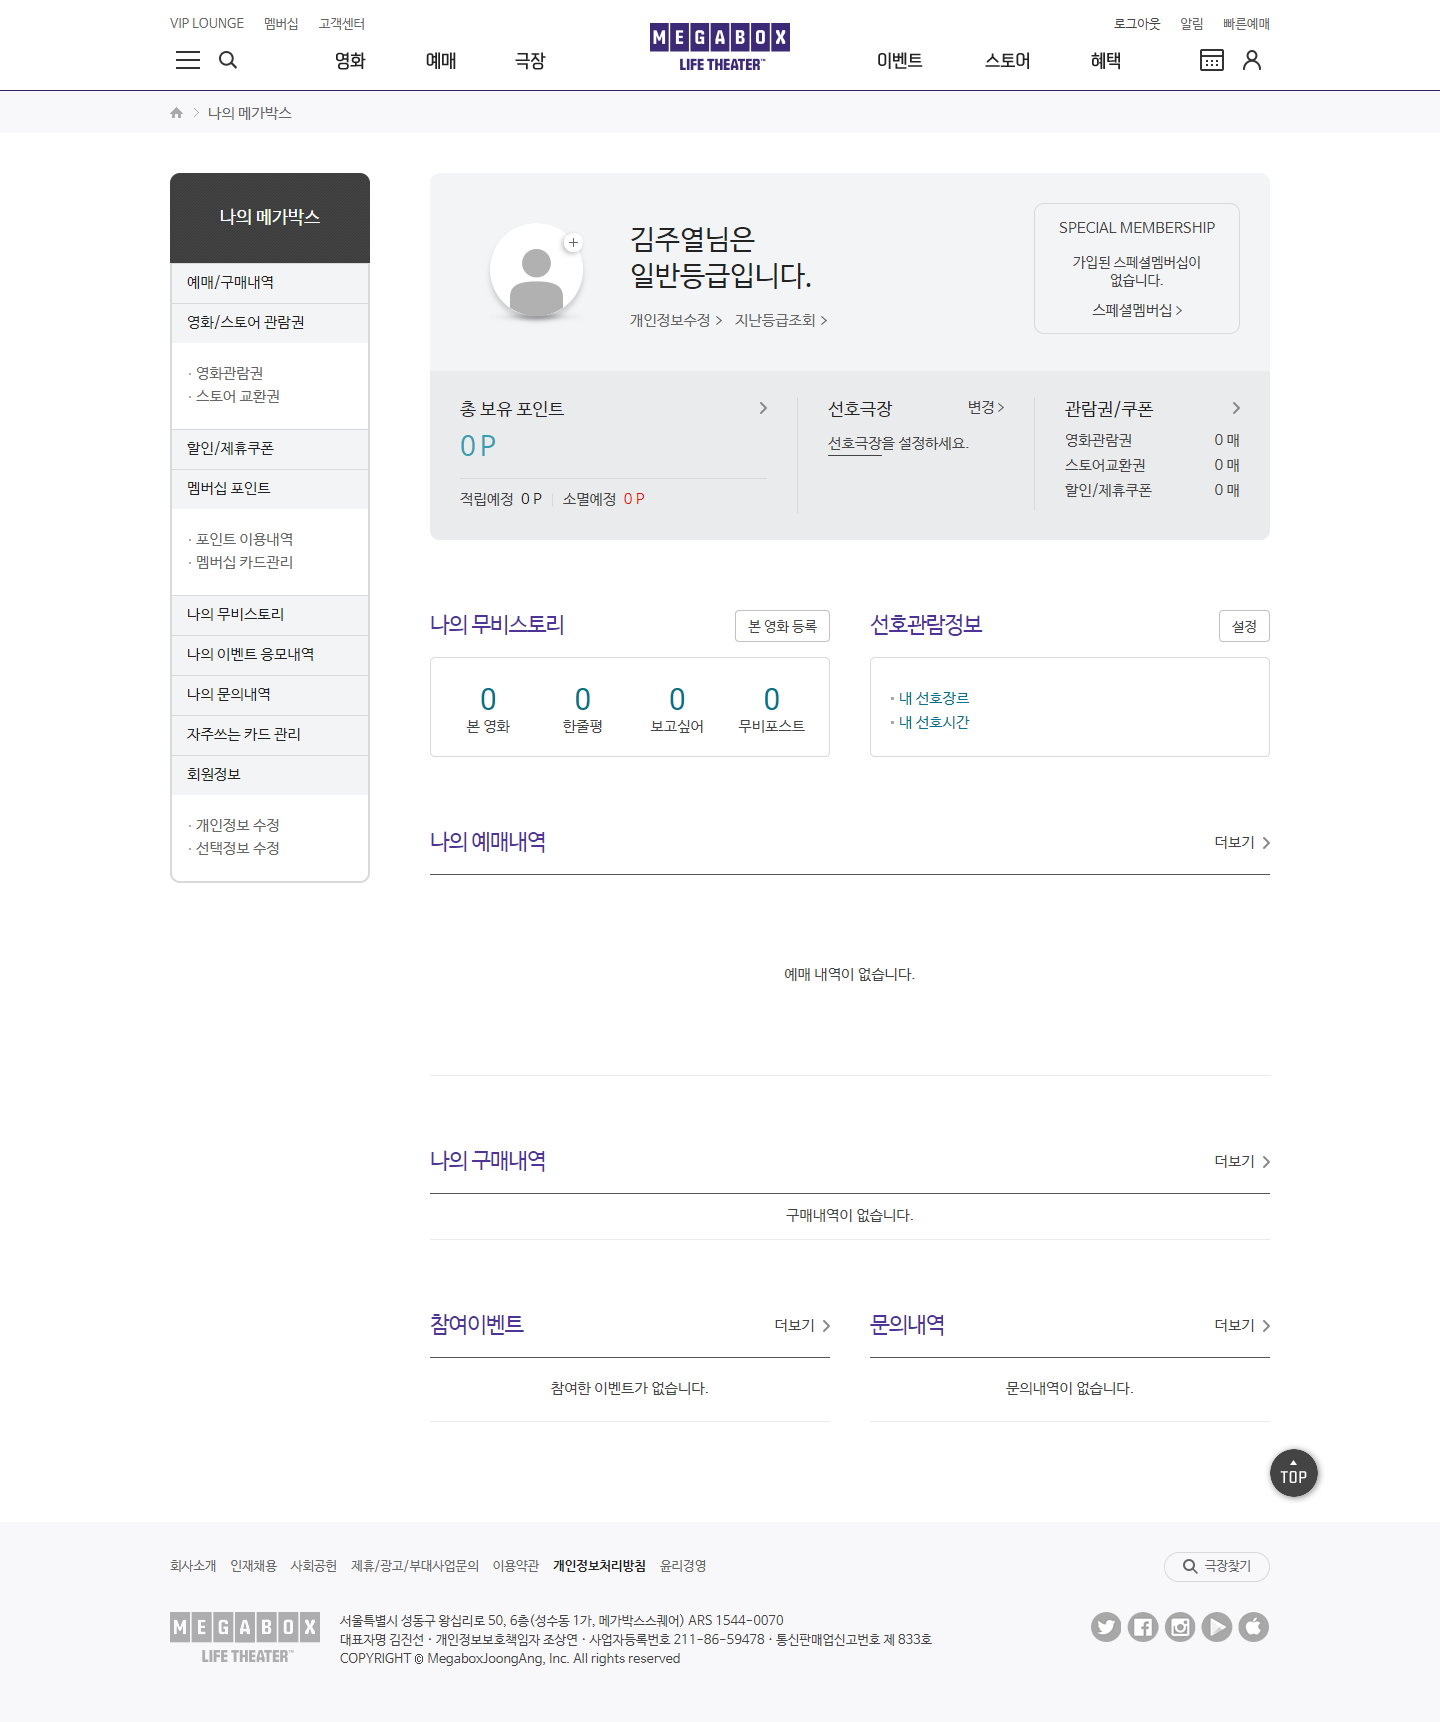 VIP LOUNGE 멤버십 고객센터
로그아웃 알림 빠른예매
MEGABOX
LIFE THEATER™
영화 예매 극장
이벤트 스토어 혜택
나의 메가박스
나의 메가박스
예매/구매내역
영화/스토어 관람권
· 영화관람권
· 스토어 교환권
할인/제휴쿠폰
멤버십 포인트
· 포인트 이용내역
· 멤버십 카드관리
나의 무비스토리
나의 이벤트 응모내역
나의 문의내역
자주쓰는 카드 관리
회원정보
· 개인정보 수정
· 선택정보 수정
김주열님은
일반등급입니다.
개인정보수정 > 지난등급조회 >
SPECIAL MEMBERSHIP
가입된 스페셜멤버십이
없습니다.
스페셜멤버십 >
총 보유 포인트
0 P
적립예정 0 P 소멸예정 0 P
선호극장 변경 >
선호극장을 설정하세요.
관람권/쿠폰
영화관람권 0 매
스토어교환권 0 매
할인/제휴쿠폰 0 매
나의 무비스토리 본 영화 등록
0 0 0 0
본 영화 한줄평 보고싶어 무비포스트
선호관람정보 설정
내 선호장르
내 선호시간
나의 예매내역 더보기
예매 내역이 없습니다.
나의 구매내역 더보기
구매내역이 없습니다.
참여이벤트 더보기
참여한 이벤트가 없습니다.
문의내역 더보기
문의내역이 없습니다.
TOP
회사소개 인재채용 사회공헌 제휴/광고/부대사업문의 이용약관 개인정보처리방침 윤리경영
극장찾기
MEGABOX
LIFE THEATER™
서울특별시 성동구 왕십리로 50, 6층(성수동 1가, 메가박스스퀘어) ARS 1544-0070
대표자명 김진선 · 개인정보보호책임자 조상연 · 사업자등록번호 211-86-59478 · 통신판매업신고번호 제 833호
COPYRIGHT © MegaboxJoongAng, Inc. All rights reserved